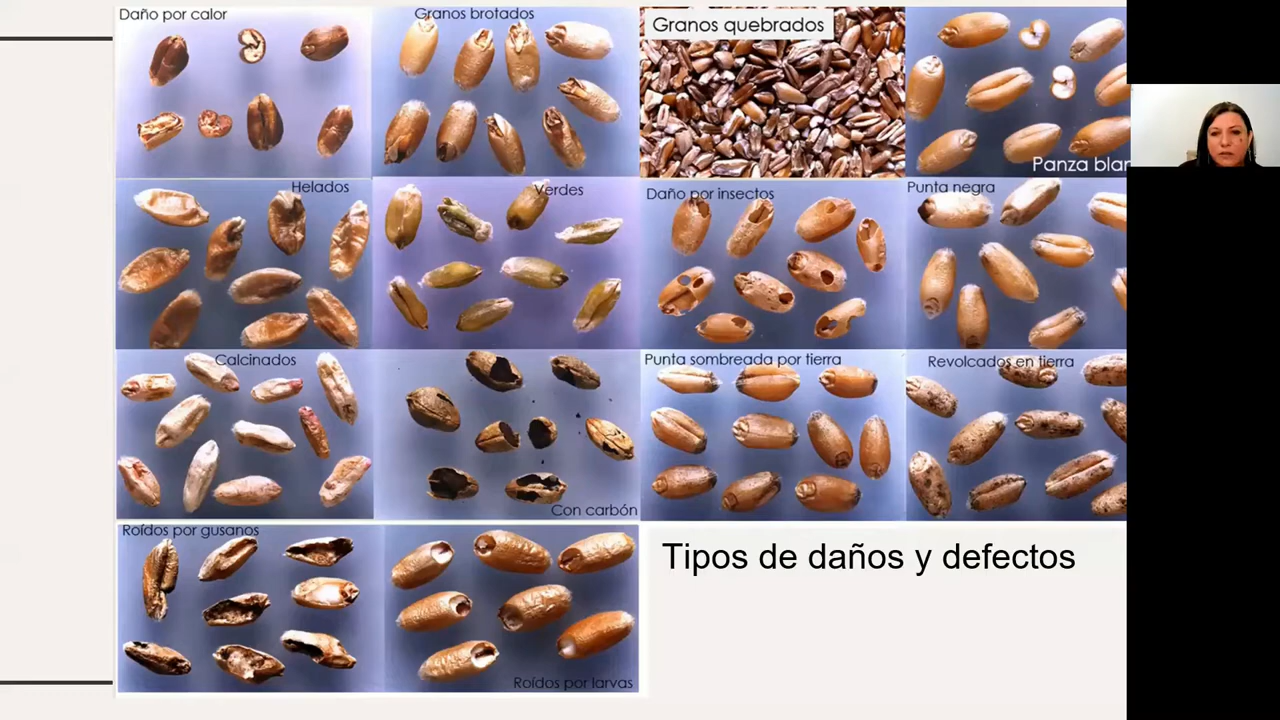 Daño por calor
Granos brotados
Granos quebrados
Panza blan
Helados
Verdes
Daño por insectos
Punta negra
Calcinados
Con carbón
Punta sombreada por tierra
Revolcados en tierra
Roídos por gusanos
Roídos por larvas
Tipos de daños y defectos